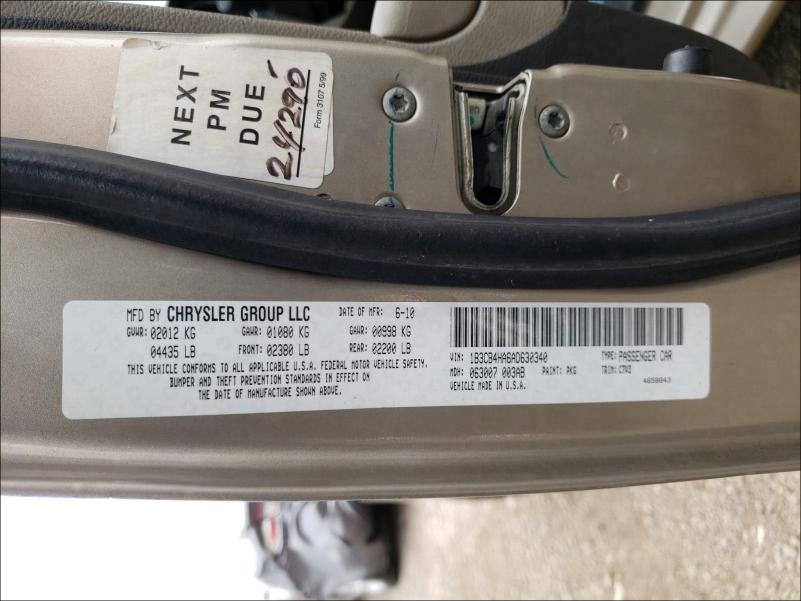 NEXT
PM
DUE
24290
Form 3107 5/99
MFD BY CHRYSLER GROUP LLC DATE OF MFR: 6-10
GVWR: 02012 KG GAWR: 01080 KG GAWR: 00998 KG
04435 LB FRONT: 02380 LB REAR: 02200 LB
THIS VEHICLE CONFORMS TO ALL APPLICABLE U.S.A. FEDERAL MOTOR VEHICLE SAFETY,
BUMPER AND THEFT PREVENTION STANDARDS IN EFFECT ON
THE DATE OF MANUFACTURE SHOWN ABOVE.
VIN: 1B3CB4HA6AD630340 TYPE: PASSENGER CAR
MDH: 063007 003AB PAINT: PKG TRIM: C7V3
VEHICLE MADE IN U.S.A. 4658843